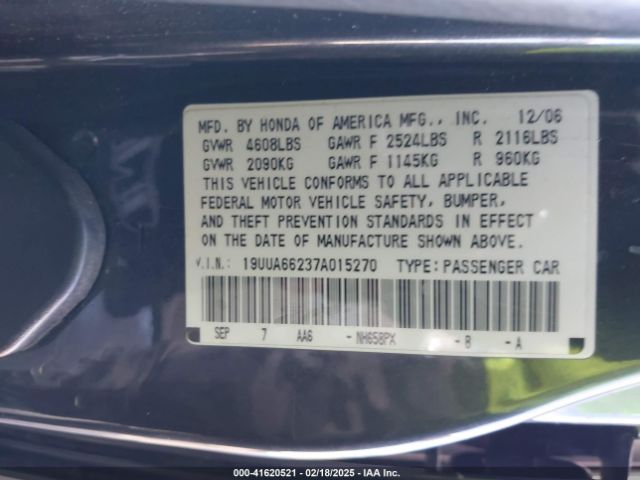 MFD. BY HONDA OF AMERICA MFG., INC. 12/06
GVWR 4608LBS GAWR F 2524LBS R 2116LBS
GVWR 2090KG GAWR F 1145KG R 960KG
THIS VEHICLE CONFORMS TO ALL APPLICABLE
FEDERAL MOTOR VEHICLE SAFETY, BUMPER,
AND THEFT PREVENTION STANDARDS IN EFFECT
ON THE DATE OF MANUFACTURE SHOWN ABOVE.
V.I.N.: 19UUA66237A015270 TYPE: PASSENGER CAR
SEP 7 AA6 -NH658PX -B -A
000-41620521 - 02/18/2025 - IAA Inc.